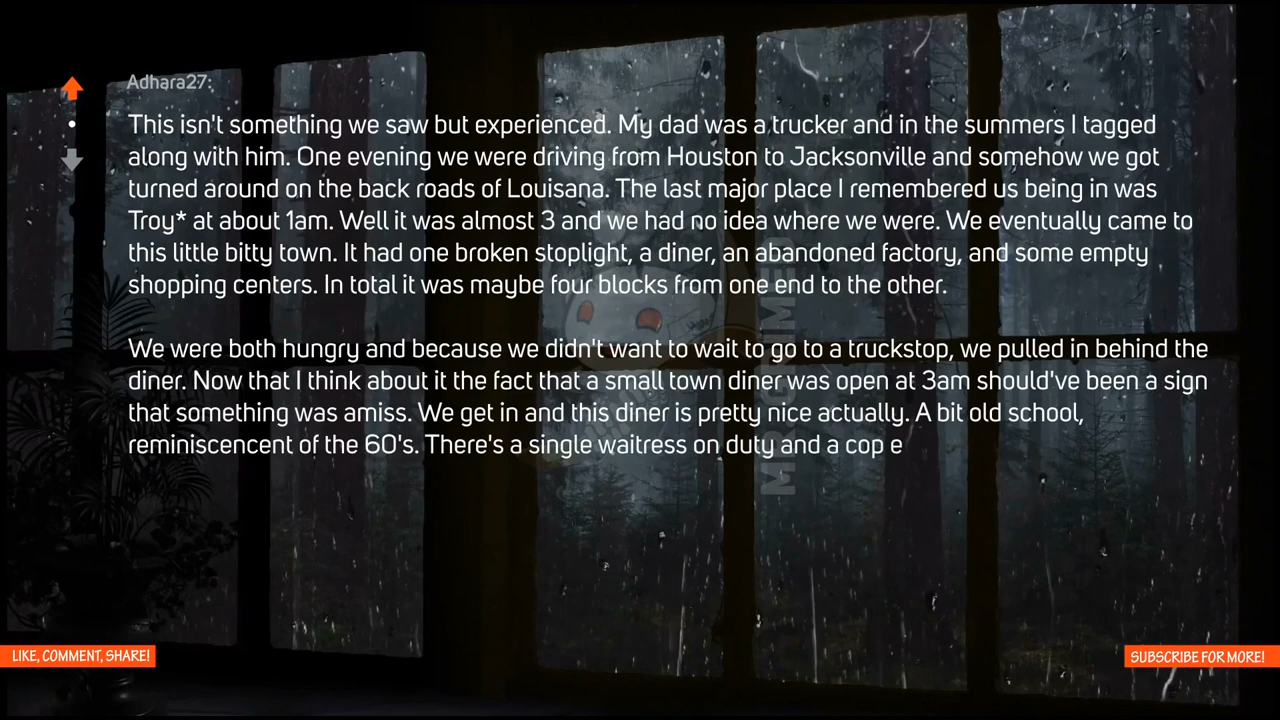 Adhara27:
This isn't something we saw but experienced. My dad was a trucker and in the summers I tagged
along with him. One evening we were driving from Houston to Jacksonville and somehow we got
turned around on the back roads of Louisana. The last major place I remembered us being in was
Troy* at about 1am. Well it was almost 3 and we had no idea where we were. We eventually came to
this little bitty town. It had one broken stoplight, a diner, an abandoned factory, and some empty
shopping centers. In total it was maybe four blocks from one end to the other.
We were both hungry and because we didn't want to wait to go to a truckstop, we pulled in behind the
diner. Now that I think about it the fact that a small town diner was open at 3am should've been a sign
that something was amiss. We get in and this diner is pretty nice actually. A bit old school,
reminiscencent of the 60's. There's a single waitress on duty and a cop e
LIKE, COMMENT, SHARE!
SUBSCRIBE FOR MORE!